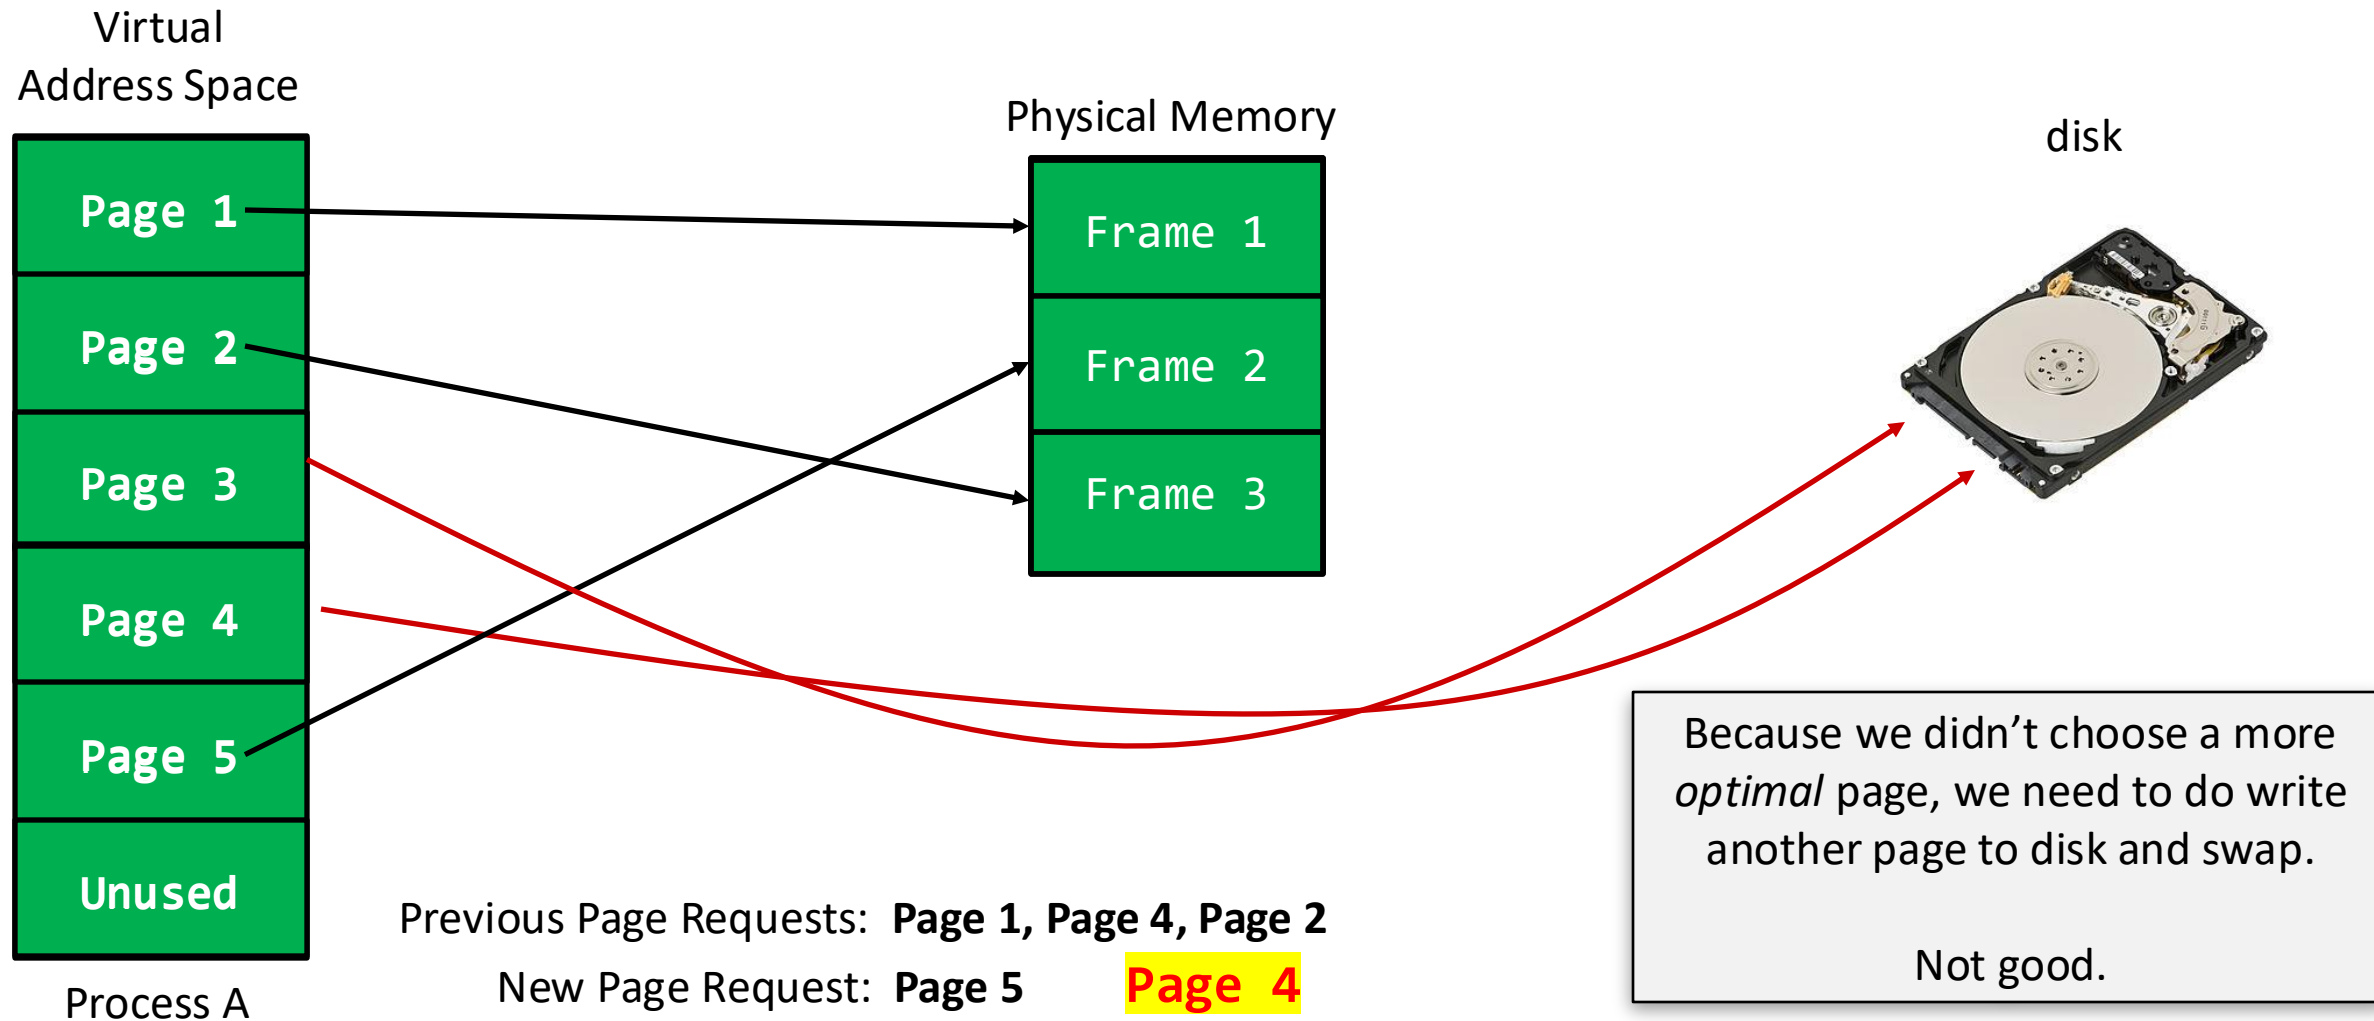 Virtual
Address Space
Physical Memory
disk
Page 1
Page 2
Page 3
Page 4
Page 5
Unused
Process A
Frame 1
Frame 2
Frame 3
Because we didn’t choose a more
optimal page, we need to do write
another page to disk and swap.
Not good.
Previous Page Requests: Page 1, Page 4, Page 2
New Page Request: Page 5 Page 4